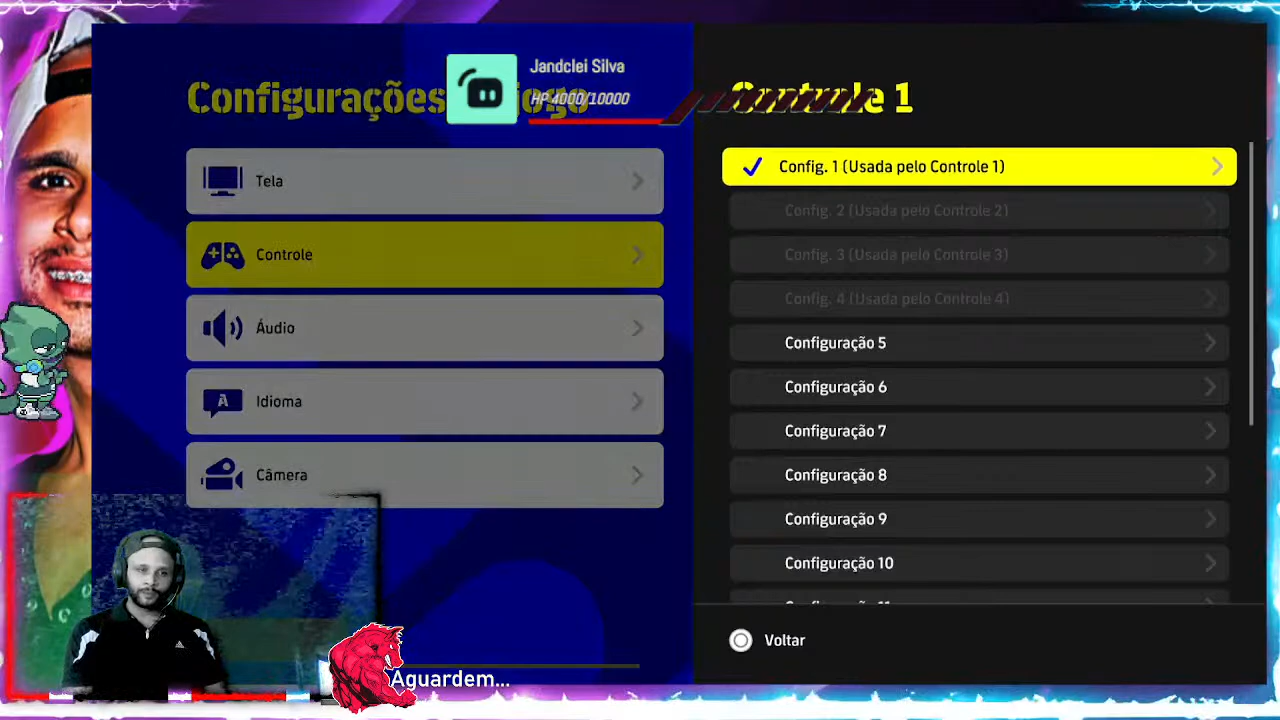 Jandclei Silva
HP 4000/10000
Configurações jogo
Tela
Controle
Áudio
Idioma
Câmera
Controle 1
Config. 1 (Usada pelo Controle 1)
Config. 2 (Usada pelo Controle 2)
Config. 3 (Usada pelo Controle 3)
Config. 4 (Usada pelo Controle 4)
Configuração 5
Configuração 6
Configuração 7
Configuração 8
Configuração 9
Configuração 10
Voltar
Aguardem...